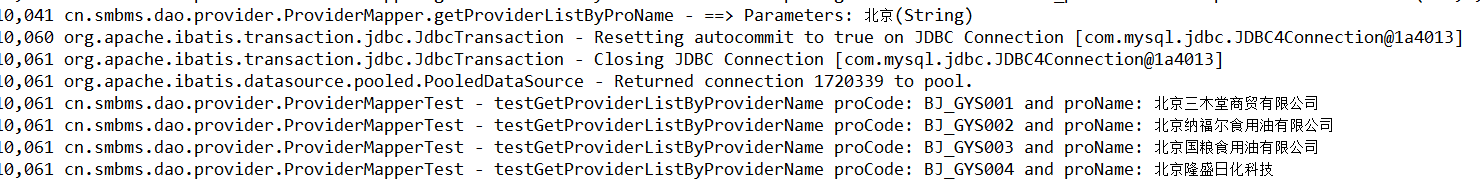 10,041 cn.smbms.dao.provider.ProviderMapper.getProviderListByProName - ==> Parameters: 北京(String)
10,060 org.apache.ibatis.transaction.jdbc.JdbcTransaction - Resetting autocommit to true on JDBC Connection [com.mysql.jdbc.JDBC4Connection@1a4013]
10,061 org.apache.ibatis.transaction.jdbc.JdbcTransaction - Closing JDBC Connection [com.mysql.jdbc.JDBC4Connection@1a4013]
10,061 org.apache.ibatis.datasource.pooled.PooledDataSource - Returned connection 1720339 to pool.
10,061 cn.smbms.dao.provider.ProviderMapperTest - testGetProviderListByProviderName proCode: BJ_GYS001 and proName: 北京三木堂商贸有限公司
10,061 cn.smbms.dao.provider.ProviderMapperTest - testGetProviderListByProviderName proCode: BJ_GYS002 and proName: 北京纳福尔食用油有限公司
10,061 cn.smbms.dao.provider.ProviderMapperTest - testGetProviderListByProviderName proCode: BJ_GYS003 and proName: 北京国粮食用油有限公司
10,061 cn.smbms.dao.provider.ProviderMapperTest - testGetProviderListByProviderName proCode: BJ_GYS004 and proName: 北京隆盛日化科技